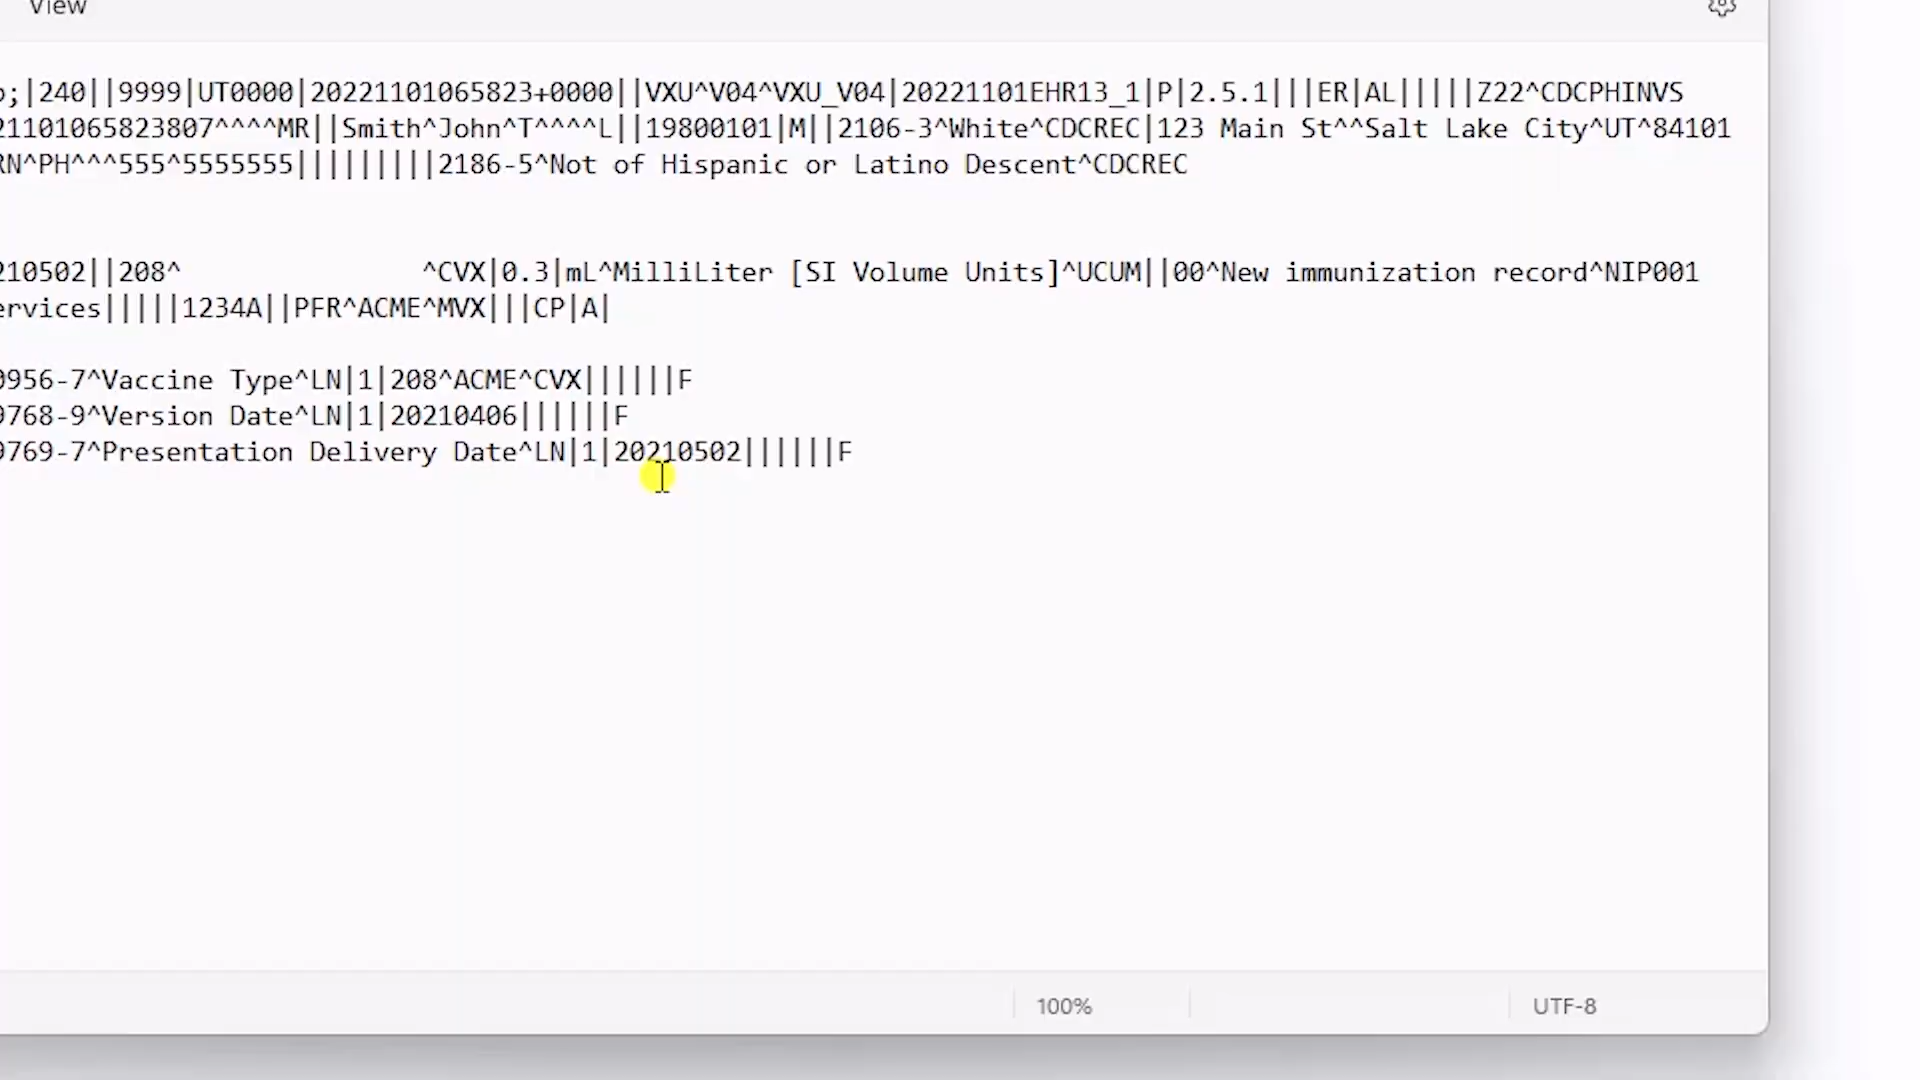 View
;|240||9999|UT0000|20221101065823+0000||VXU^V04^VXU_V04|20221101EHR13_1|P|2.5.1|||ER|AL|||||Z22^CDCPHINVS
21101065823807^^^^MR||Smith^John^T^^^^L||19800101|M||2106-3^White^CDCREC|123 Main St^^Salt Lake City^UT^84101
RN^PH^^^555^5555555|||||||||2186-5^Not of Hispanic or Latino Descent^CDCREC
210502||208^ ^CVX|0.3|mL^MilliLiter [SI Volume Units]^UCUM||00^New immunization record^NIP001
ervices|||||1234A||PFR^ACME^MVX|||CP|A|
0956-7^Vaccine Type^LN|1|208^ACME^CVX||||||F
9768-9^Version Date^LN|1|20210406||||||F
9769-7^Presentation Delivery Date^LN|1|20210502||||||F
100%
UTF-8